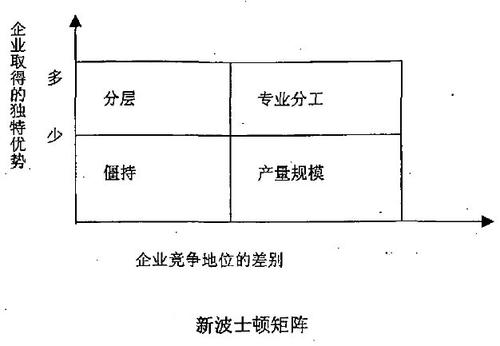 企业取得的独特优势
多
少
分层
专业分工
僵持
产量规模
企业竞争地位的差别
新波士顿矩阵